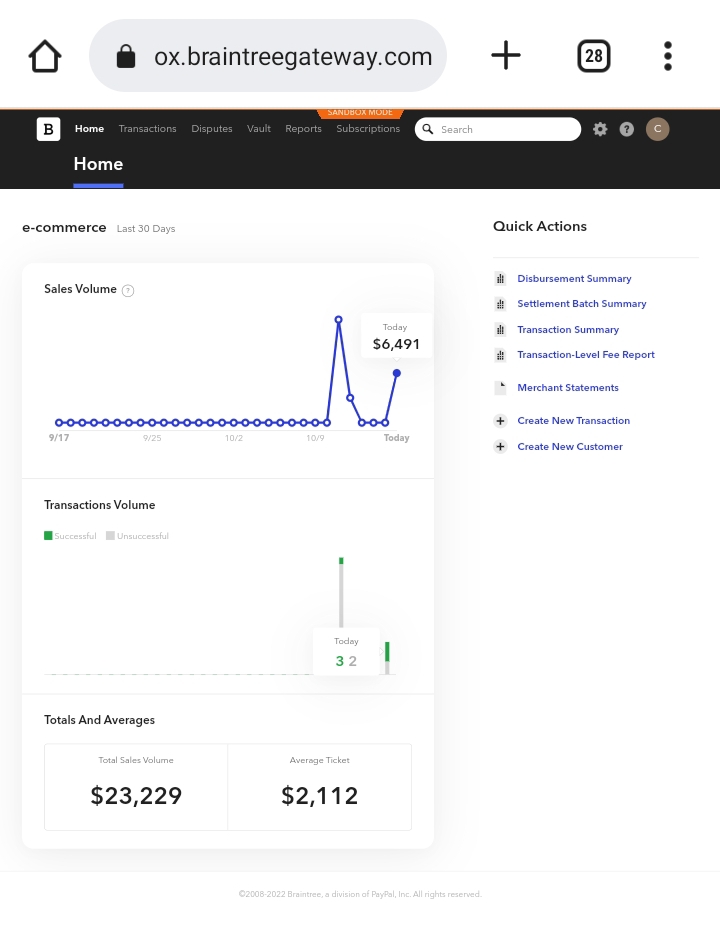 ox.braintreegateway.com
28
SANDBOX MODE
B Home Transactions Disputes Vault Reports Subscriptions Search ? C
Home
e-commerce Last 30 Days
Quick Actions
Sales Volume ?
Today
$6,491
9/17 9/25 10/2 10/9 Today
Disbursement Summary
Settlement Batch Summary
Transaction Summary
Transaction-Level Fee Report
Merchant Statements
Create New Transaction
Create New Customer
Transactions Volume
Successful Unsuccessful
Today
3 2
Totals And Averages
Total Sales Volume Average Ticket
$23,229 $2,112
©2008-2022 Braintree, a division of PayPal, Inc. All rights reserved.